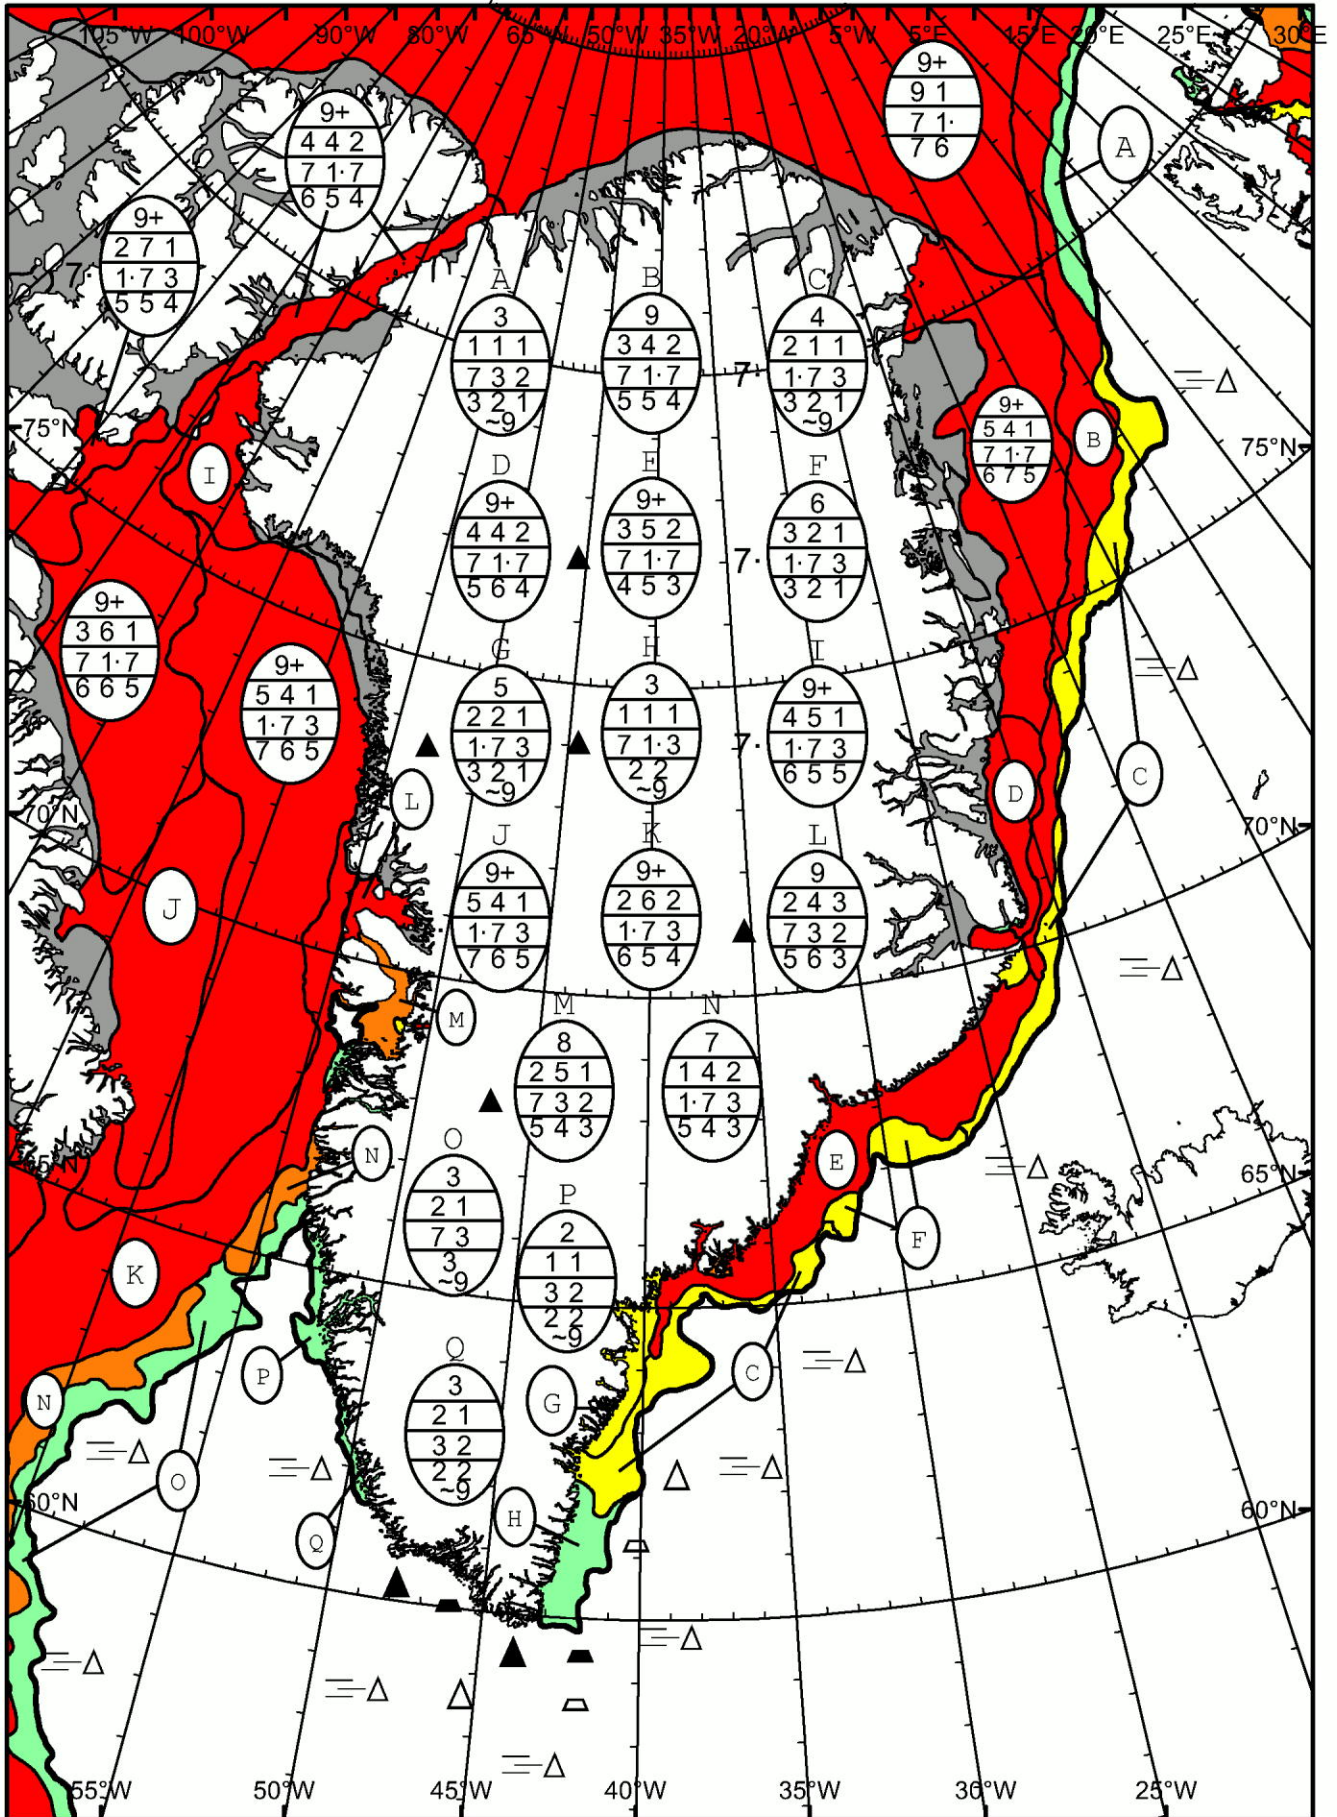 105°W 100°W 90°W 80°W 65°W 50°W 35°W 20°W 5°W 5°E 15°E 20°E 25°E 30°E
9+
9 1
7 1·
7 6
A
9+
4 4 2
7 1·7
6 5 4
9+
2 7 1
7· 1·7 3
5 5 4
A
3
1 1 1
7 3 2
3 2 1
~9
B
9
3 4 2
7 1·7
5 5 4
C
4
2 1 1
7· 1·7 3
3 2 1
~9
75°N
I
9+
5 4 1
7 1·7
6 7 5
B
75°N
D
9+
4 4 2
7 1·7
5 6 4
E
9+
3 5 2
7 1·7
4 5 3
F
6
3 2 1
7· 1·7 3
3 2 1
9+
3 6 1
7 1·7
6 6 5
9+
5 4 1
1·7 3
7 6 5
G
5
2 2 1
1·7 3
3 2 1
~9
H
3
1 1 1
7 1·3
2 2
~9
I
9+
4 5 1
7· 1·7 3
6 5 5
L
D
C
70°N
70°N
J
J
9+
5 4 1
1·7 3
7 6 5
K
9+
2 6 2
1·7 3
6 5 4
L
9
2 4 3
7 3 2
5 6 3
M
M
8
2 5 1
7 3 2
5 4 3
N
7
1 4 2
1·7 3
5 4 3
N
E
65°N
65°N
O
3
2 1
7 3
3
~9
P
2
1 1
3 2
2 2
~9
F
K
P
C
N
G
Q
3
2 1
3 2
2 2
~9
O
60°N
60°N
H
Q
55°W 50°W 45°W 40°W 35°W 30°W 25°W